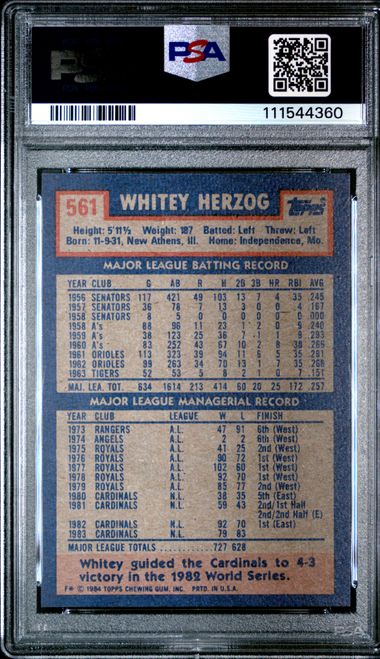 PSA
111544360
561 WHITEY HERZOG Topps
Height: 5'11½ Weight: 187 Batted: Left Threw: Left
Born: 11-9-31, New Athens, Ill. Home: Independence, Mo.
MAJOR LEAGUE BATTING RECORD
YEAR CLUB G AB R H 2B 3B HR RBI AVG
1956 SENATORS 117 421 49 103 13 7 4 35 .245
1957 SENATORS 36 78 7 13 3 0 0 4 .167
1958 SENATORS 8 5 0 0 0 0 0 0 .000
1958 A's 88 96 11 23 1 2 0 9 .240
1959 A's 38 123 25 36 7 1 1 9 .293
1960 A's 83 252 43 67 10 2 8 38 .266
1961 ORIOLES 113 323 39 94 11 6 5 35 .291
1962 ORIOLES 99 263 34 70 13 1 7 35 .266
1963 TIGERS 52 53 5 8 2 1 0 7 .151
MAJ. LEA. TOT. 634 1614 213 414 60 20 25 172 .257
MAJOR LEAGUE MANAGERIAL RECORD
YEAR CLUB LEAGUE W L FINISH
1973 RANGERS A.L. 47 91 6th (West)
1974 ANGELS A.L. 2 2 6th (West)
1975 ROYALS A.L. 41 25 2nd (West)
1976 ROYALS A.L. 90 72 1st (West)
1977 ROYALS A.L. 102 60 1st (West)
1978 ROYALS A.L. 92 70 1st (West)
1979 ROYALS A.L. 85 77 2nd (West)
1980 CARDINALS N.L. 38 35 5th (East)
1981 CARDINALS N.L. 59 43 2nd/1st Half
2nd/2nd Half (E)
1982 CARDINALS N.L. 92 70 1st (East)
1983 CARDINALS N.L. 79 83
MAJOR LEAGUE TOTALS ............ 727 628
Whitey guided the Cardinals to 4-3
victory in the 1982 World Series.
F* © 1984 TOPPS CHEWING GUM, INC. PRTD. IN U.S.A.
PSA